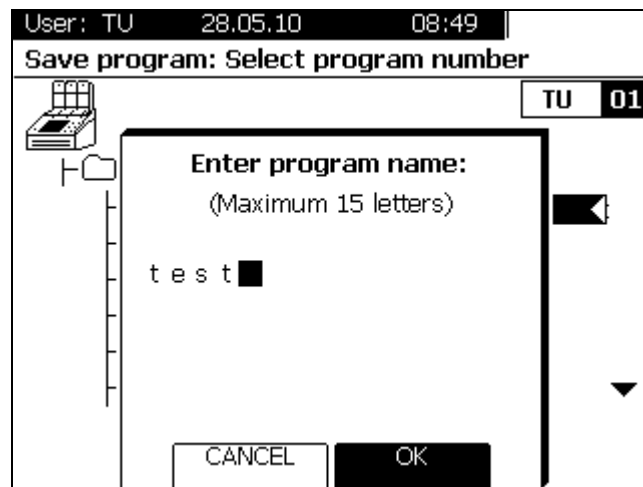 User: TU 28.05.10 08:49
Save program: Select program number
TU 01
Enter program name:
(Maximum 15 letters)
test
CANCEL OK